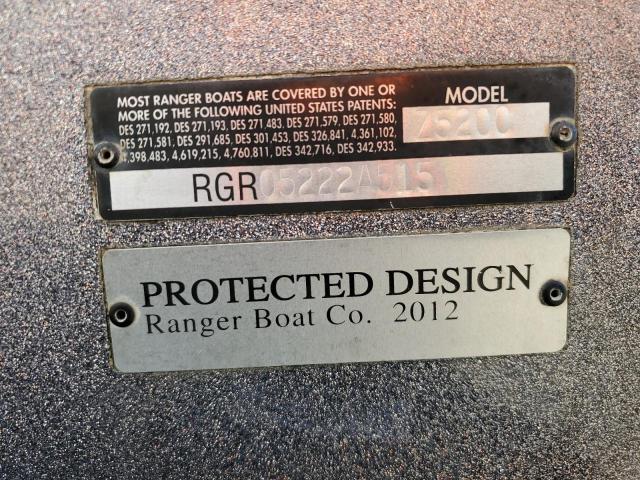 MOST RANGER BOATS ARE COVERED BY ONE OR
MORE OF THE FOLLOWING UNITED STATES PATENTS:
DES 271,192, DES 271,193, DES 271,483, DES 271,579, DES 271,580,
DES 271,581, DES 291,685, DES 301,453, DES 326,841, 4,361,102,
4,398,483, 4,619,215, 4,760,811, DES 342,716, DES 342,933.
MODEL
Z520C
RGR05222A515
PROTECTED DESIGN
Ranger Boat Co. 2012